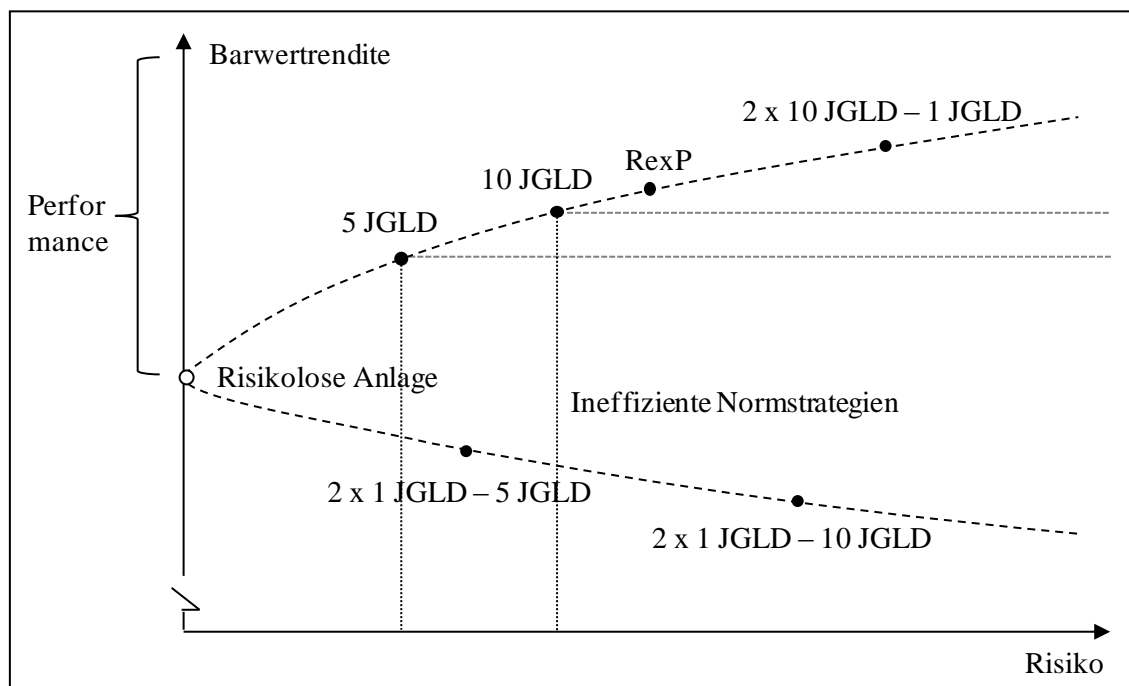 Barwertrendite
2 x 10 JGLD – 1 JGLD
RexP
10 JGLD
5 JGLD
Perfor
mance
Risikolose Anlage
Ineffiziente Normstrategien
2 x 1 JGLD – 5 JGLD
2 x 1 JGLD – 10 JGLD
Risiko